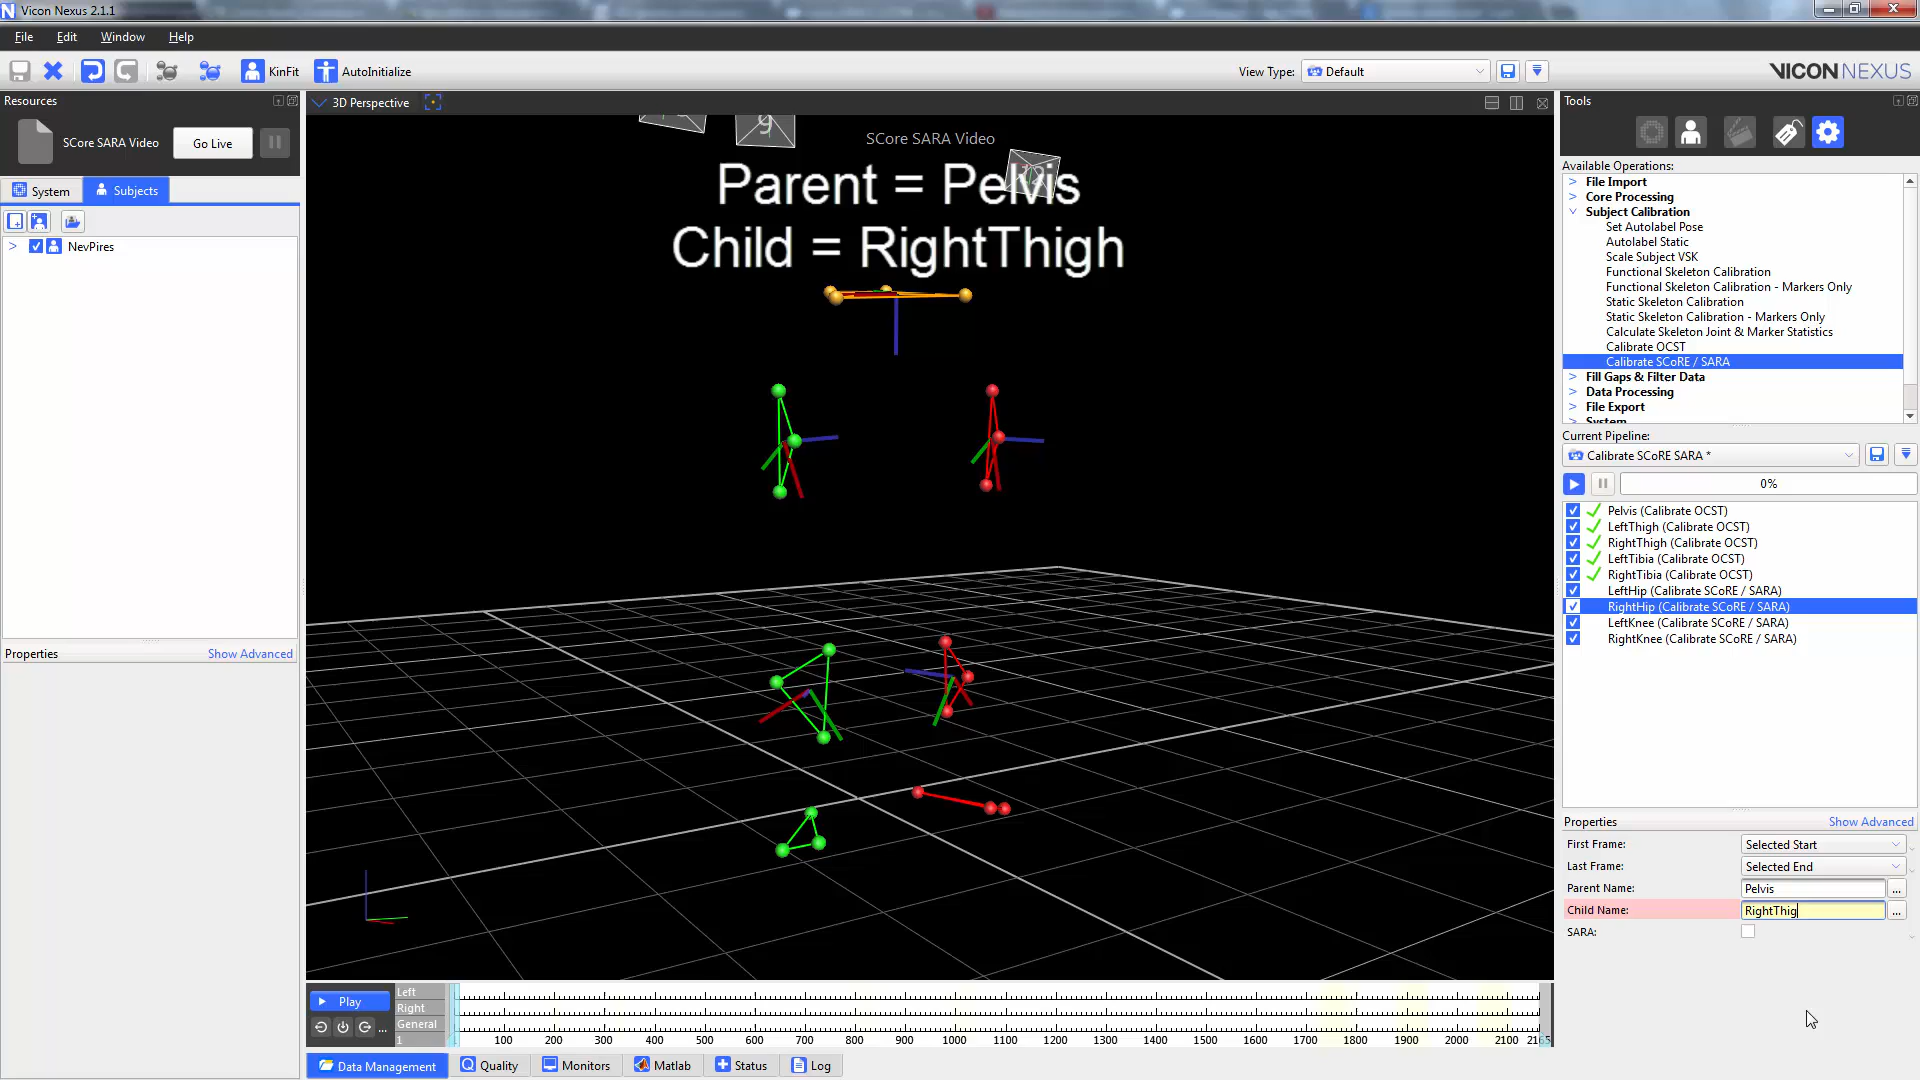 Vicon Nexus 2.1.1
File Edit Window Help
KinFit AutoInitialize View Type: Default VICON NEXUS
Resources
SCore SARA Video Go Live
System Subjects
NevPires
Properties Show Advanced
3D Perspective
SCore SARA Video
Parent = Pelvis
Child = RightThigh
9
12
Play
Left
Right
General
1 100 200 300 400 500 600 700 800 900 1000 1100 1200 1300 1400 1500 1600 1700 1800 1900 2000 2100 2165
Data Management Quality Monitors Matlab Status Log
Tools
Available Operations:
File Import
Core Processing
Subject Calibration
Set Autolabel Pose
Autolabel Static
Scale Subject VSK
Functional Skeleton Calibration
Functional Skeleton Calibration - Markers Only
Static Skeleton Calibration
Static Skeleton Calibration - Markers Only
Calculate Skeleton Joint & Marker Statistics
Calibrate OCST
Calibrate SCoRE / SARA
Fill Gaps & Filter Data
Data Processing
File Export
System
Current Pipeline:
Calibrate SCoRE SARA *
0%
Pelvis (Calibrate OCST)
LeftThigh (Calibrate OCST)
RightThigh (Calibrate OCST)
LeftTibia (Calibrate OCST)
RightTibia (Calibrate OCST)
LeftHip (Calibrate SCoRE / SARA)
RightHip (Calibrate SCoRE / SARA)
LeftKnee (Calibrate SCoRE / SARA)
RightKnee (Calibrate SCoRE / SARA)
Properties Show Advanced
First Frame: Selected Start
Last Frame: Selected End
Parent Name: Pelvis ...
Child Name: RightThig ...
SARA: